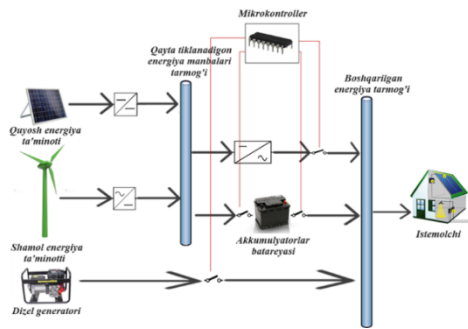 Mikrokontroller
Qayta tiklanadigon
energiya manbalari
tarmog'i
Boshqarilgan
energiya tarmog'i
Quyosh energiya
ta'minoti
Shamol energiya
ta'minotti
Akkumulyatorlar
batareyasi
Istemolchi
Dizel generatori